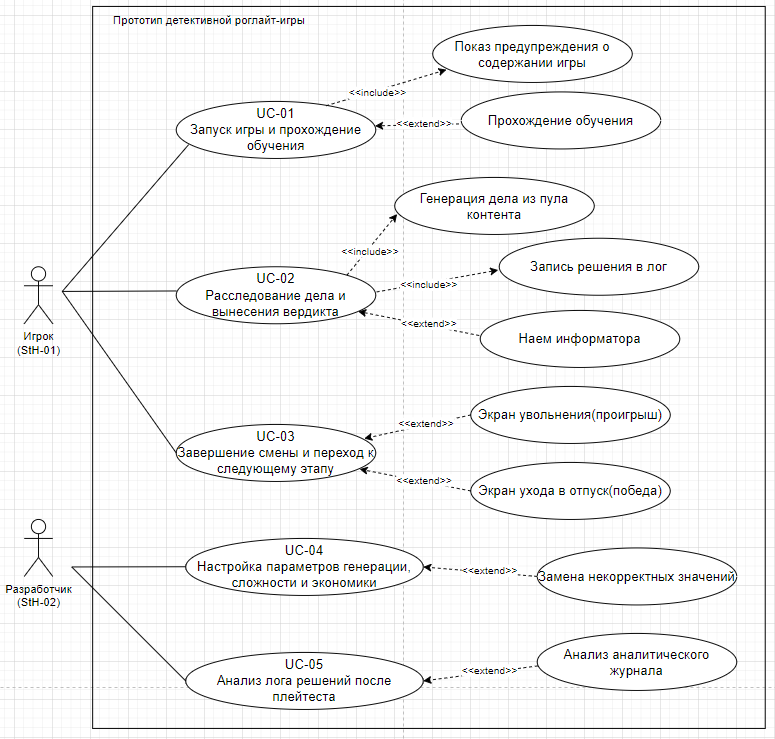 Прототип детективной роглайт-игры
Показ предупреждения о
содержании игры
<<include>>
UC-01
Запуск игры и прохождение
обучения
<<extend>>
Прохождение обучения
Генерация дела из пула
контента
<<include>>
UC-02
Расследование дела и
вынесения вердикта
<<include>>
Запись решения в лог
<<extend>>
Наем информатора
Игрок
(StH-01)
UC-03
Завершение смены и переход к
следующему этапу
<<extend>>
Экран увольнения(проигрыш)
<<extend>>
Экран ухода в отпуск(победа)
Разработчик
(StH-02)
UC-04
Настройка параметров генерации,
сложности и экономики
<<extend>>
Замена некорректных значений
UC-05
Анализ лога решений после
плейтеста
<<extend>>
Анализ аналитического
журнала